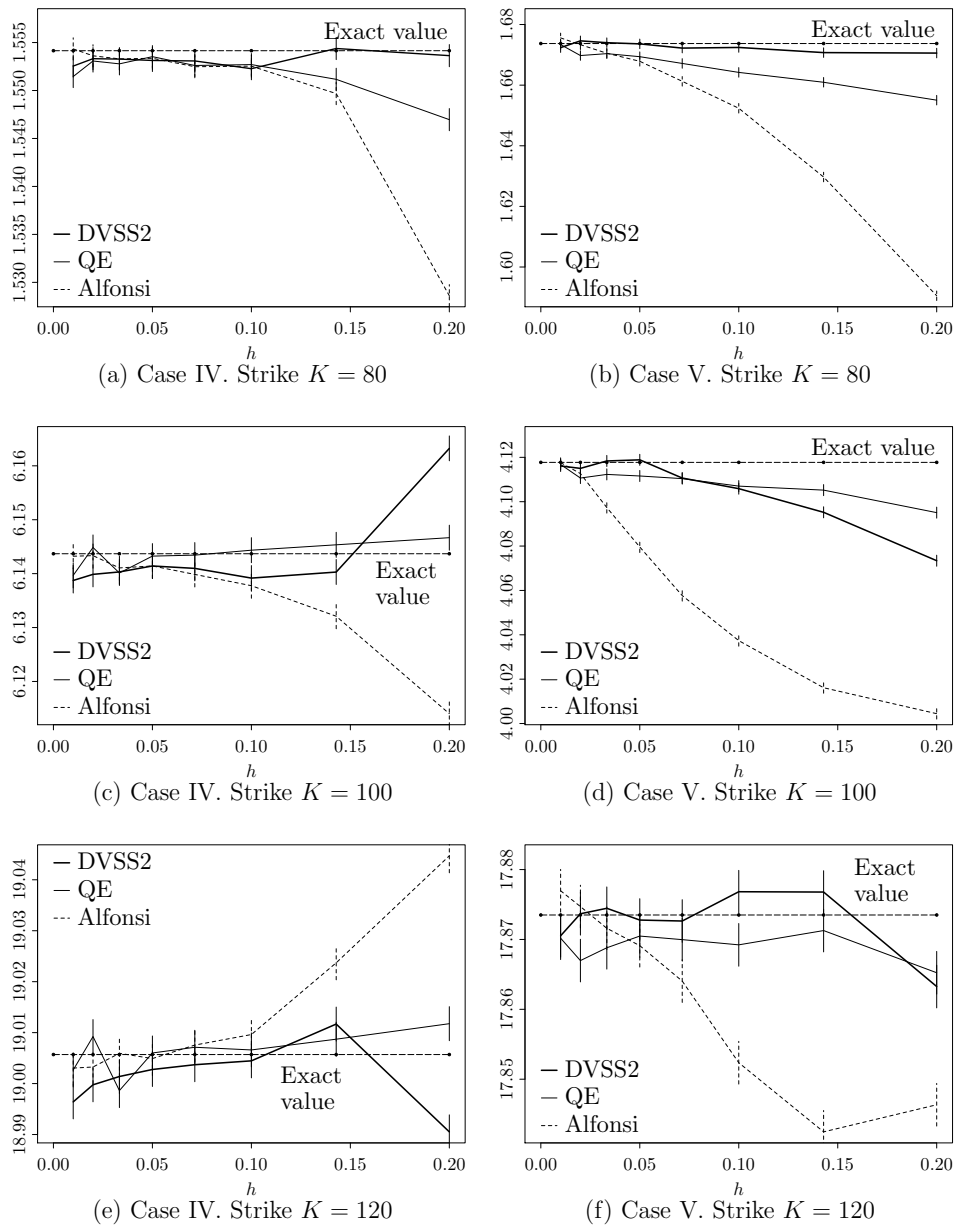 Exact value
1.555
1.550
1.545
1.540
1.535
1.530
DVSS2
QE
Alfonsi
0.00 0.05 0.10 0.15 0.20
h
(a) Case IV. Strike K = 80
Exact value
1.68
1.66
1.64
1.62
1.60
DVSS2
QE
Alfonsi
0.00 0.05 0.10 0.15 0.20
h
(b) Case V. Strike K = 80
6.16
6.15
6.14
6.13
6.12
Exact
value
DVSS2
QE
Alfonsi
0.00 0.05 0.10 0.15 0.20
h
(c) Case IV. Strike K = 100
Exact value
4.12
4.10
4.08
4.06
4.04
4.02
4.00
DVSS2
QE
Alfonsi
0.00 0.05 0.10 0.15 0.20
h
(d) Case V. Strike K = 100
DVSS2
QE
Alfonsi
19.04
19.03
19.02
19.01
19.00
18.99
Exact
value
0.00 0.05 0.10 0.15 0.20
h
(e) Case IV. Strike K = 120
Exact
value
17.88
17.87
17.86
17.85
DVSS2
QE
Alfonsi
0.00 0.05 0.10 0.15 0.20
h
(f) Case V. Strike K = 120